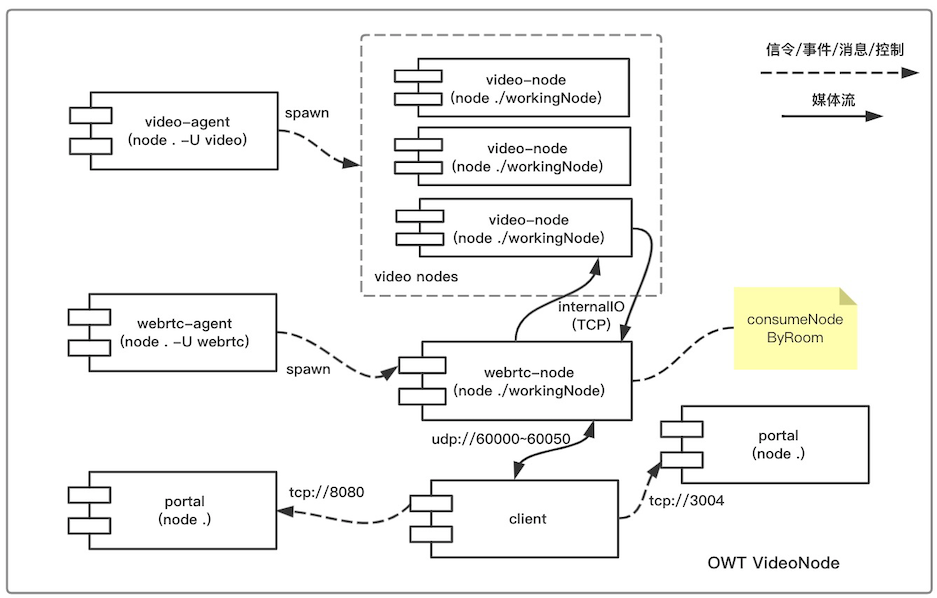 信令/事件/消息/控制
媒体流
video-node
(node ./workingNode)
video-node
(node ./workingNode)
video-node
(node ./workingNode)
video nodes
video-agent
(node . -U video)
spawn
internalIO
(TCP)
consumeNode
ByRoom
webrtc-agent
(node . -U webrtc)
spawn
webrtc-node
(node ./workingNode)
udp://60000~60050
portal
(node .)
tcp://3004
portal
(node .)
tcp://8080
client
OWT VideoNode